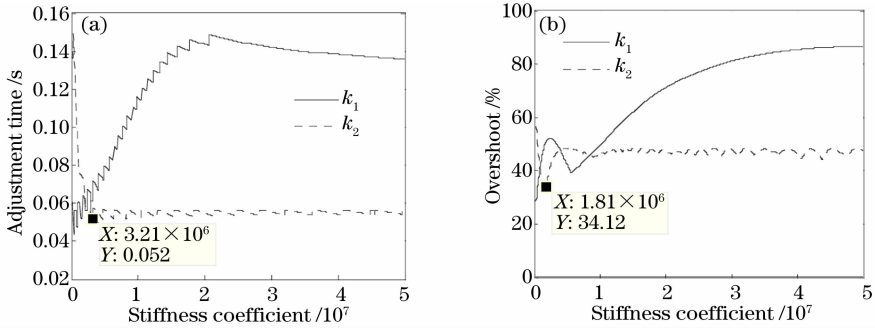 (a)
Adjustment time /s
0.16
0.14
0.12
0.10
0.08
0.06
0.04
0.02
k₁
k₂
X: 3.21×10⁶
Y: 0.052
0 1 2 3 4 5
Stiffness coefficient /10⁷
(b)
Overshoot /%
100
80
60
40
20
0
k₁
k₂
X: 1.81×10⁶
Y: 34.12
0 1 2 3 4 5
Stiffness coefficient /10⁷